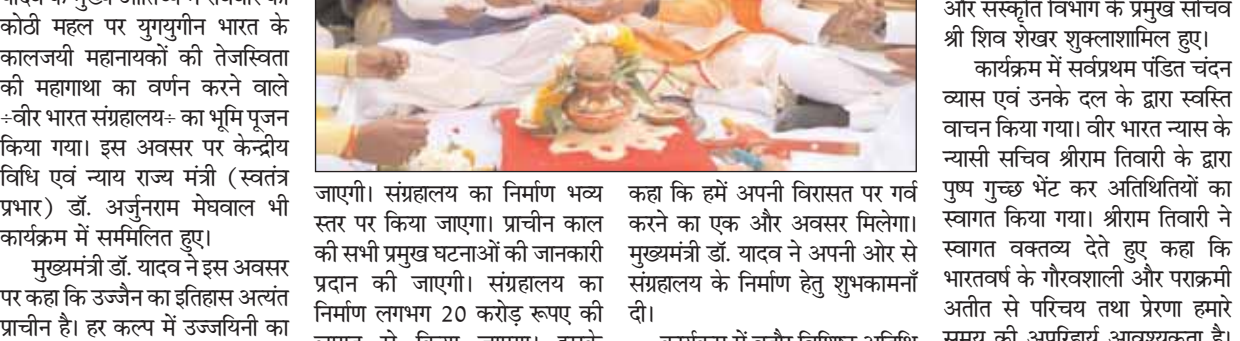 कोठी महल पर युगयुगीन भारत के
कालजयी महानायकों की तेजस्विता
की महागाथा का वर्णन करने वाले
÷वीर भारत संग्रहालय÷ का भूमि पूजन
किया गया। इस अवसर पर केन्द्रीय
विधि एवं न्याय राज्य मंत्री (स्वतंत्र
प्रभार) डॉ. अर्जुनराम मेघवाल भी
कार्यक्रम में सममिलित हुए।
मुख्यमंत्री डॉ. यादव ने इस अवसर
पर कहा कि उज्जैन का इतिहास अत्यंत
प्राचीन है। हर कल्प में उज्जयिनी का
जाएगी। संग्रहालय का निर्माण भव्य
स्तर पर किया जाएगा। प्राचीन काल
की सभी प्रमुख घटनाओं की जानकारी
प्रदान की जाएगी। संग्रहालय का
निर्माण लगभग 20 करोड़ रूपए की
कहा कि हमें अपनी विरासत पर गर्व
करने का एक और अवसर मिलेगा।
मुख्यमंत्री डॉ. यादव ने अपनी ओर से
संग्रहालय के निर्माण हेतु शुभकामनाँ
दी।
और संस्कृति विभाग के प्रमुख सचिव
श्री शिव शेखर शुक्लाशामिल हुए।
कार्यक्रम में सर्वप्रथम पंडित चंदन
व्यास एवं उनके दल के द्वारा स्वस्ति
वाचन किया गया। वीर भारत न्यास के
न्यासी सचिव श्रीराम तिवारी के द्वारा
पुष्प गुच्छ भेंट कर अतिथितियों का
स्वागत किया गया। श्रीराम तिवारी ने
स्वागत वक्तव्य देते हुए कहा कि
भारतवर्ष के गौरवशाली और पराक्रमी
अतीत से परिचय तथा प्रेरणा हमारे
समय की अपरिहार्य आवश्यकता है।